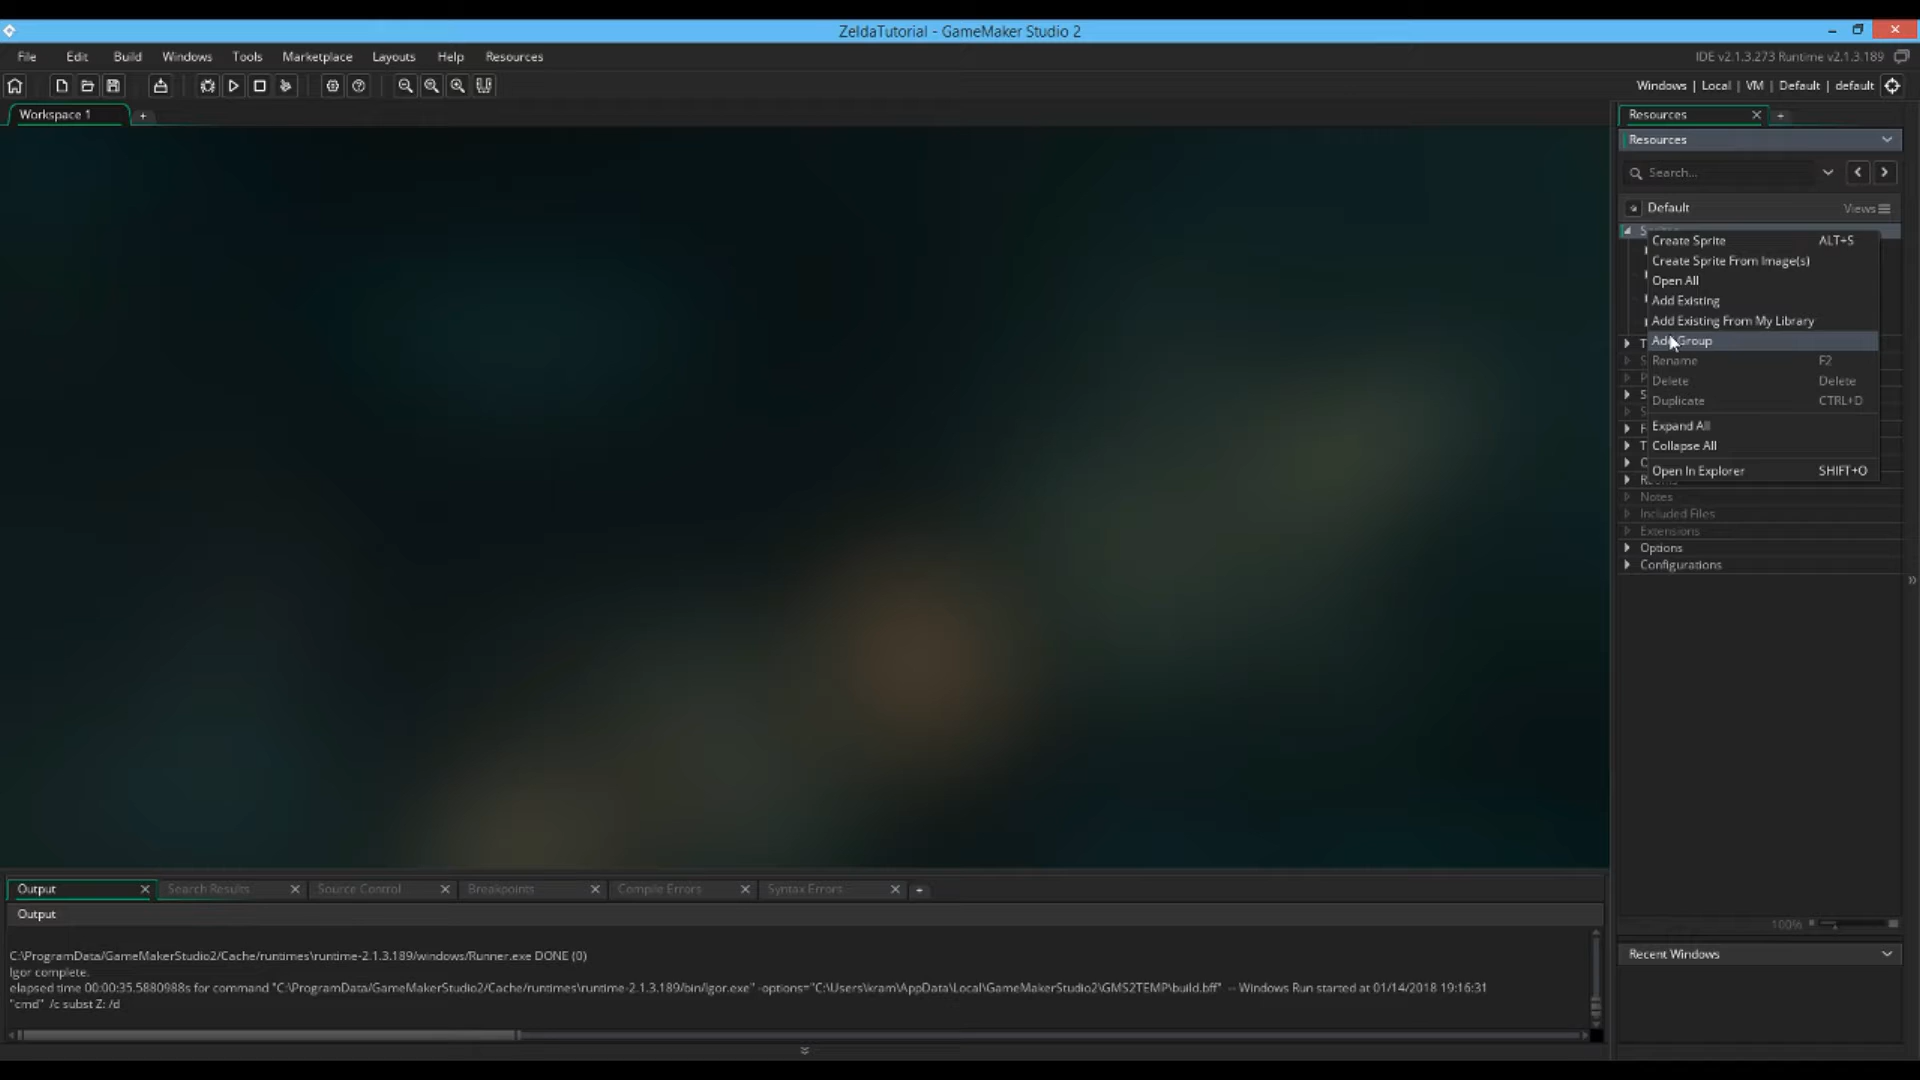 ZeldaTutorial - GameMaker Studio 2
File Edit Build Windows Tools Marketplace Layouts Help Resources
IDE v2.1.3.273 Runtime v2.1.3.189
Windows | Local | VM | Default | default
Workspace 1
Resources
Resources
Search...
Default
Views
Create Sprite ALT+S
Create Sprite From Image(s)
Open All
Add Existing
Add Existing From My Library
Add Group
Rename F2
Delete Delete
Duplicate CTRL+D
Expand All
Collapse All
Open In Explorer SHIFT+O
Notes
Included Files
Extensions
Options
Configurations
100%
Recent Windows
Output Search Results Source Control Breakpoints Compile Errors Syntax Errors
Output
C:\ProgramData/GameMakerStudio2/Cache/runtimes\runtime-2.1.3.189/windows/Runner.exe DONE (0)
Igor complete.
elapsed time 00:00:35.5880988s for command "C:\ProgramData/GameMakerStudio2/Cache/runtimes\runtime-2.1.3.189/bin/Igor.exe" -options="C:\Users\kram\AppData\Local\GameMakerStudio2\GMS2TEMP\build.bff" -- Windows Run started at 01/14/2018 19:16:31
"cmd" /c subst Z: /d